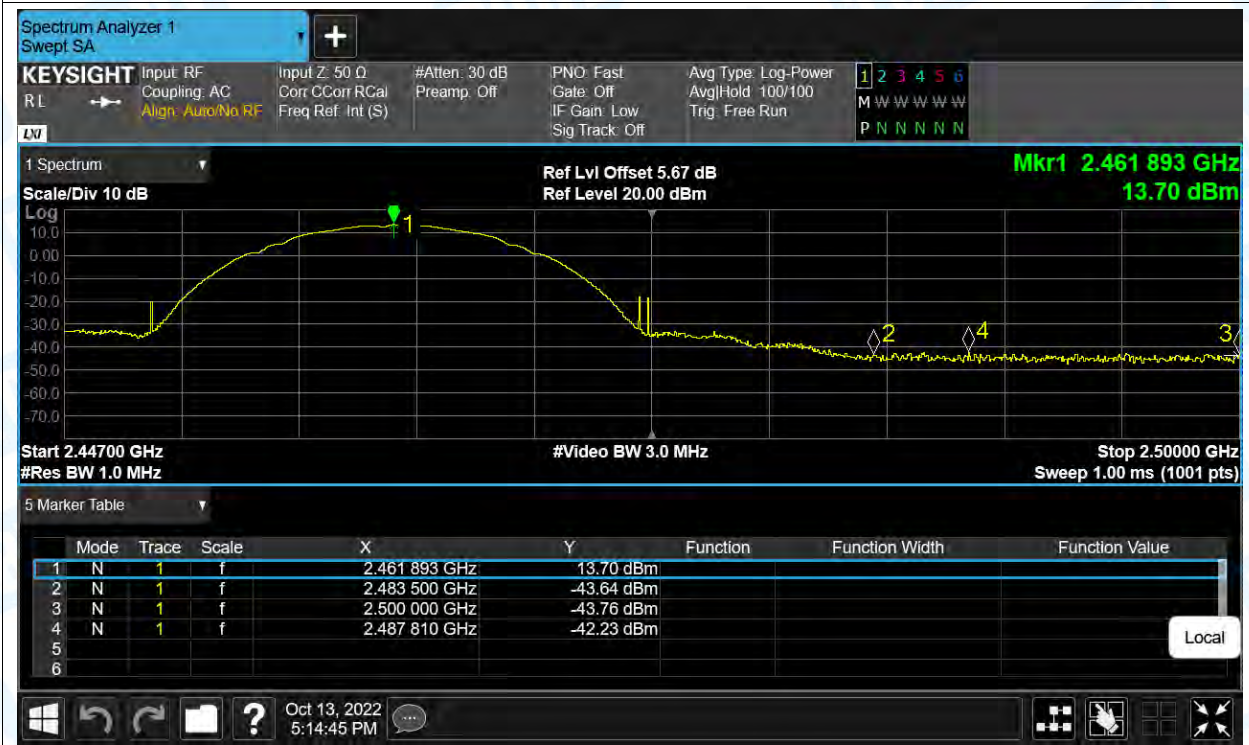 Spectrum Analyzer 1
Swept SA
+
KEYSIGHT Input: RF Input Z: 50 Ω #Atten: 30 dB PNO: Fast Avg Type: Log-Power 1 2 3 4 5 6
RL Coupling: AC Corr CCorr RCal Preamp: Off Gate: Off Avg|Hold: 100/100 M W W W W W
Align: Auto/No RF Freq Ref: Int (S) IF Gain: Low Trig: Free Run
LXI Sig Track: Off P N N N N N
1 Spectrum Ref Lvl Offset 5.67 dB Mkr1 2.461 893 GHz
Scale/Div 10 dB Ref Level 20.00 dBm 13.70 dBm
Log
10.0
0.00
-10.0
-20.0
-30.0
-40.0
-50.0
-60.0
-70.0
1
2
4
3
Start 2.44700 GHz #Video BW 3.0 MHz Stop 2.50000 GHz
#Res BW 1.0 MHz Sweep 1.00 ms (1001 pts)
5 Marker Table
Mode Trace Scale X Y Function Function Width Function Value
1 N 1 f 2.461 893 GHz 13.70 dBm
2 N 1 f 2.483 500 GHz -43.64 dBm
3 N 1 f 2.500 000 GHz -43.76 dBm
4 N 1 f 2.487 810 GHz -42.23 dBm
5
6
Local
? Oct 13, 2022
5:14:45 PM